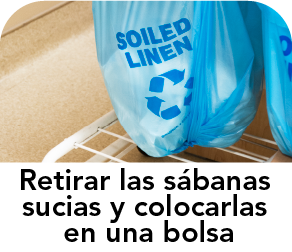 SOILED
LINEN
Retirar las sábanas
sucias y colocarlas
en una bolsa